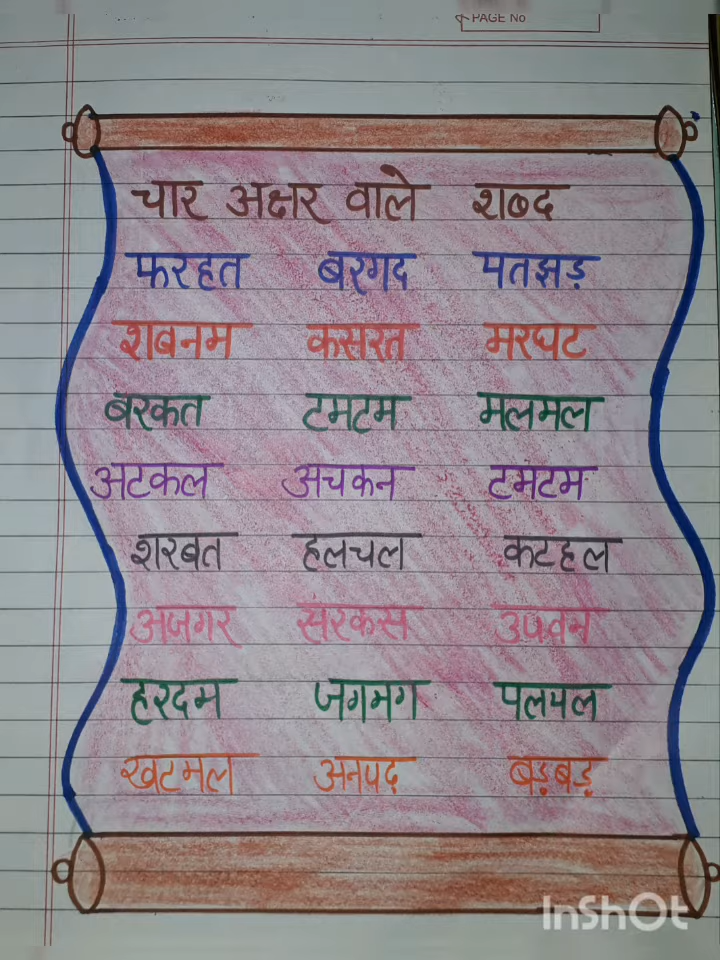 PAGE No
चार अक्षर वाले शब्द
फरहत बरगद पतझड़
शबनम कसरत मरघट
बरकत टमटम मलमल
अटकल अचकन टमटम
शरबत हलचल कटहल
अजगर सरकस उपवन
हरदम जगमग पलपल
खटमल अनपढ़ बड़बड़
InShOt